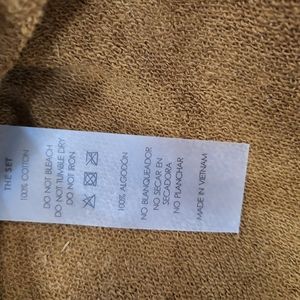 THE SET
100% COTTON
DO NOT BLEACH
DO NOT TUMBLE DRY
DO NOT IRON
100% ALGODÓN
NO BLANQUEADOR
NO SECAR EN
SECADORA
NO PLANCHAR
MADE IN VIETNAM